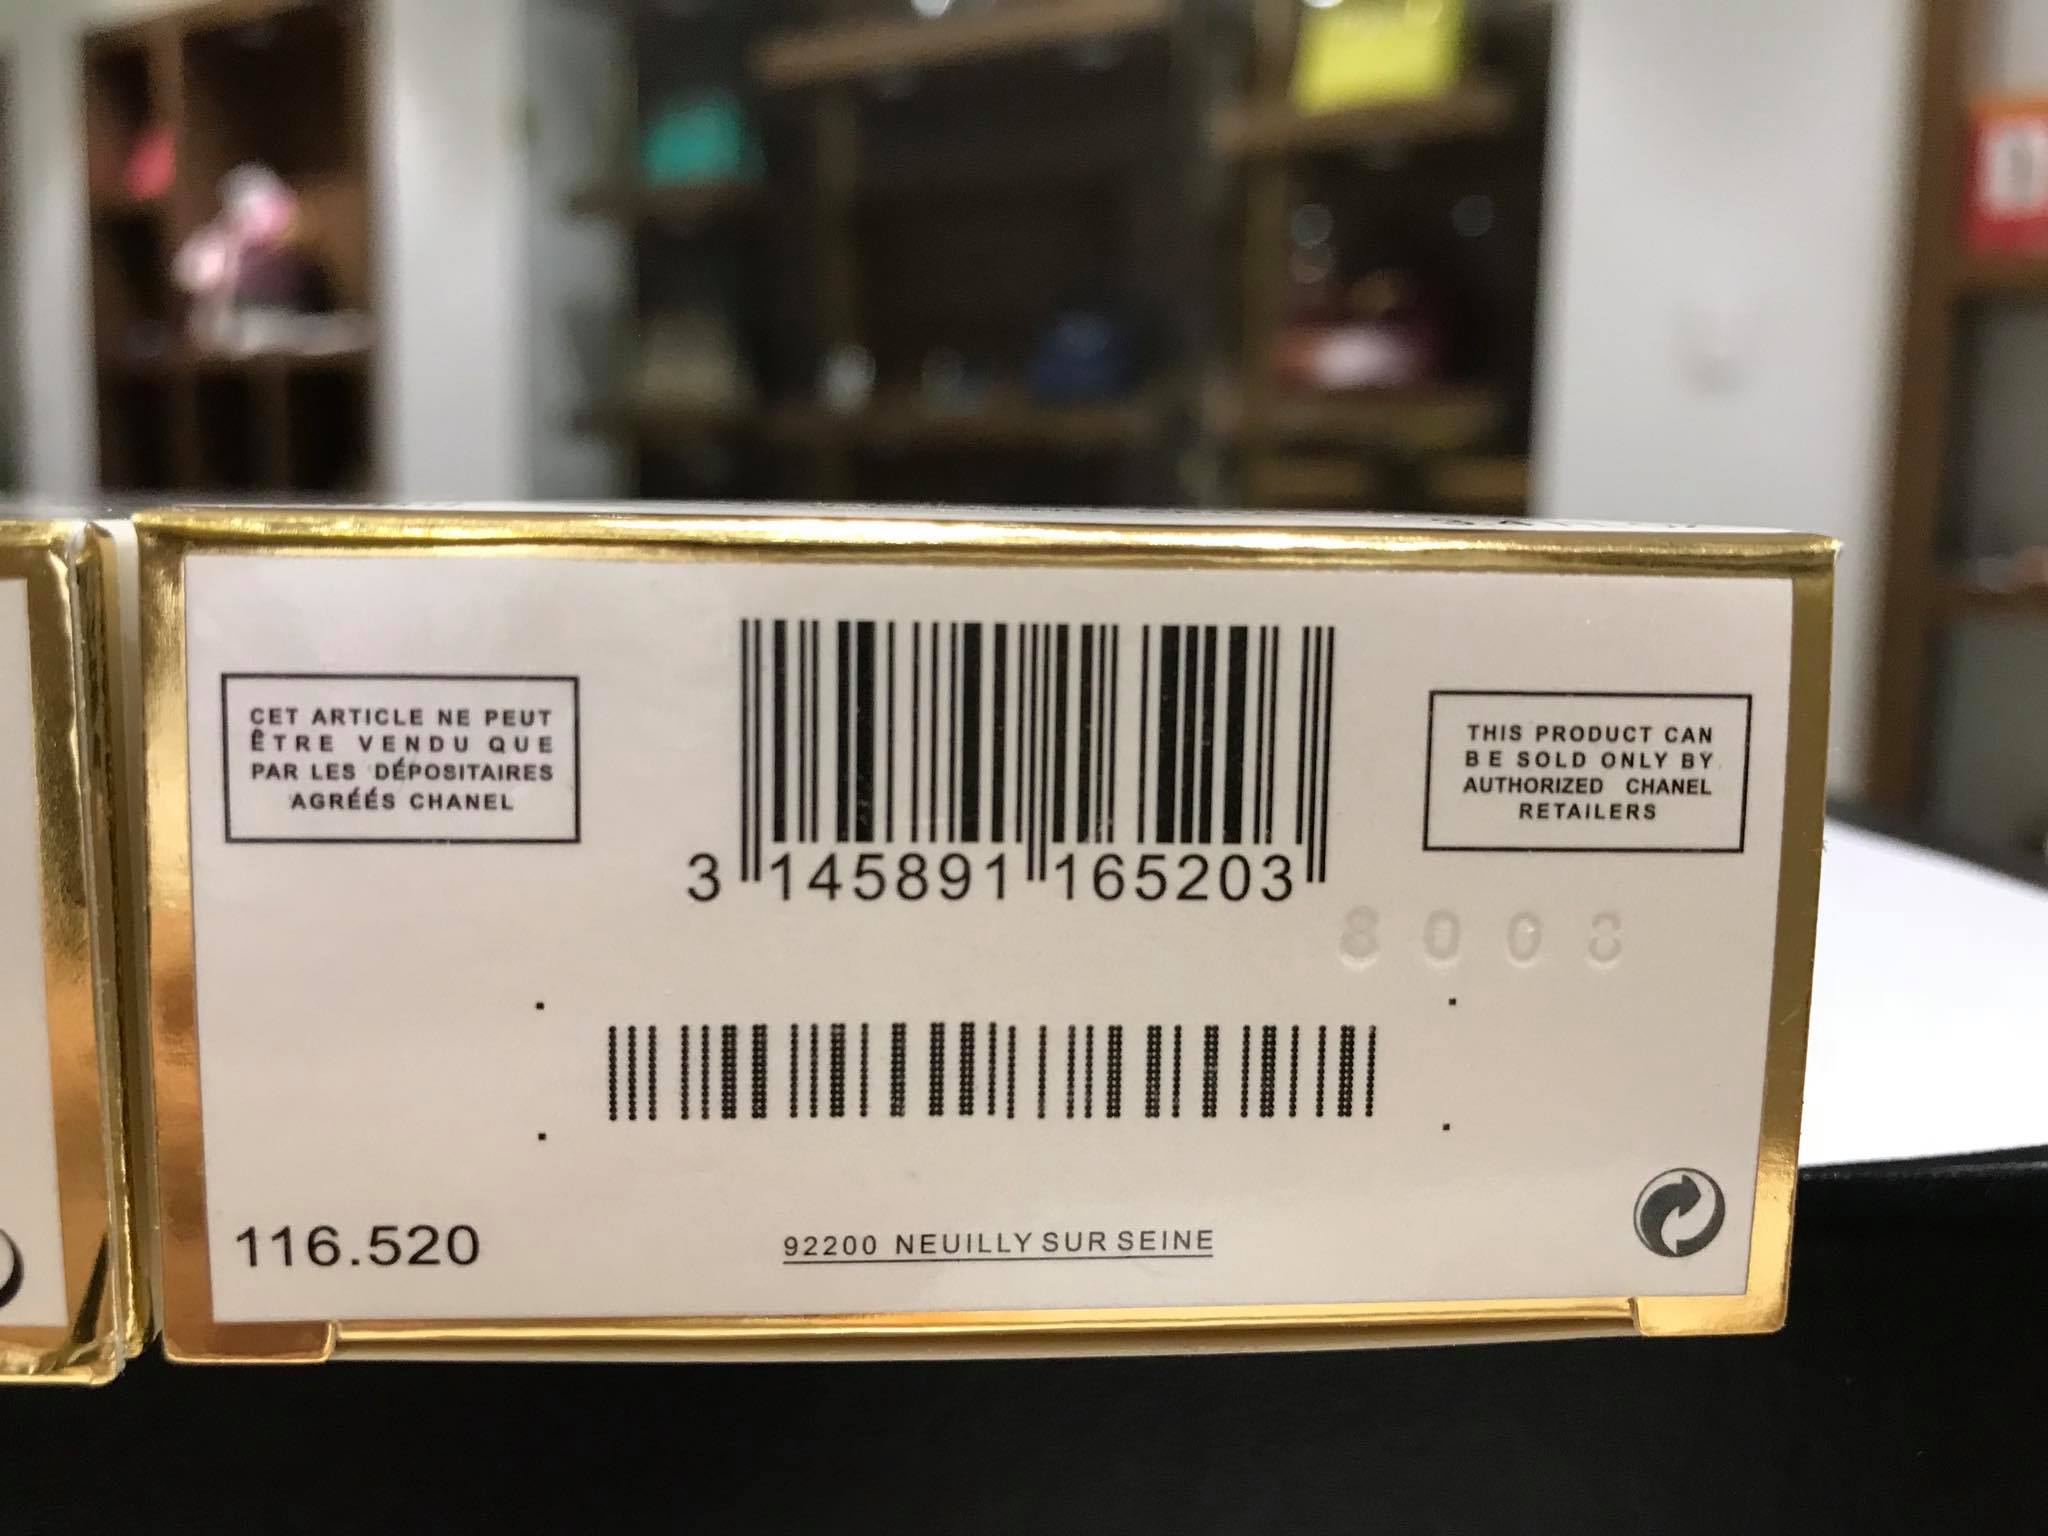 CET ARTICLE NE PEUT
ÊTRE VENDU QUE
PAR LES DÉPOSITAIRES
AGRÉÉS CHANEL
3 145891 165203
THIS PRODUCT CAN
BE SOLD ONLY BY
AUTHORIZED CHANEL
RETAILERS
8003
116.520
92200 NEUILLY SUR SEINE